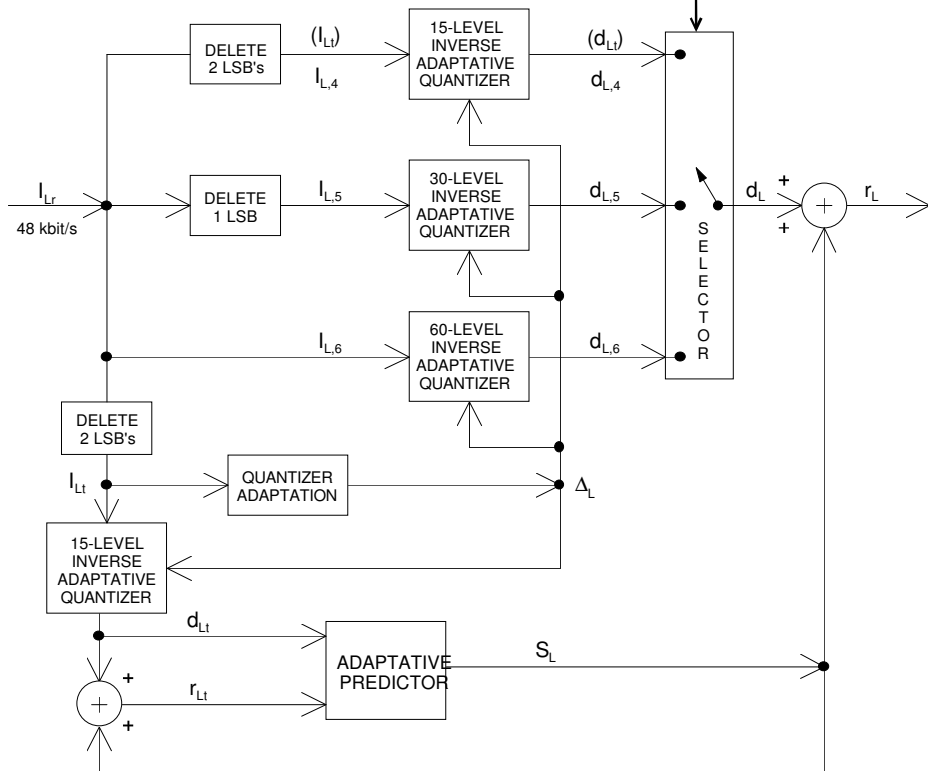 DELETE
2 LSB's
(I_Lt)
I_L,4
15-LEVEL
INVERSE
ADAPTATIVE
QUANTIZER
(d_Lt)
d_L,4
I_Lr
48 kbit/s
DELETE
1 LSB
I_L,5
30-LEVEL
INVERSE
ADAPTATIVE
QUANTIZER
d_L,5
SELECTOR
d_L
+
+
+
r_L
I_L,6
60-LEVEL
INVERSE
ADAPTATIVE
QUANTIZER
d_L,6
DELETE
2 LSB's
I_Lt
QUANTIZER
ADAPTATION
Δ_L
15-LEVEL
INVERSE
ADAPTATIVE
QUANTIZER
d_Lt
ADAPTATIVE
PREDICTOR
S_L
+
+
+
r_Lt